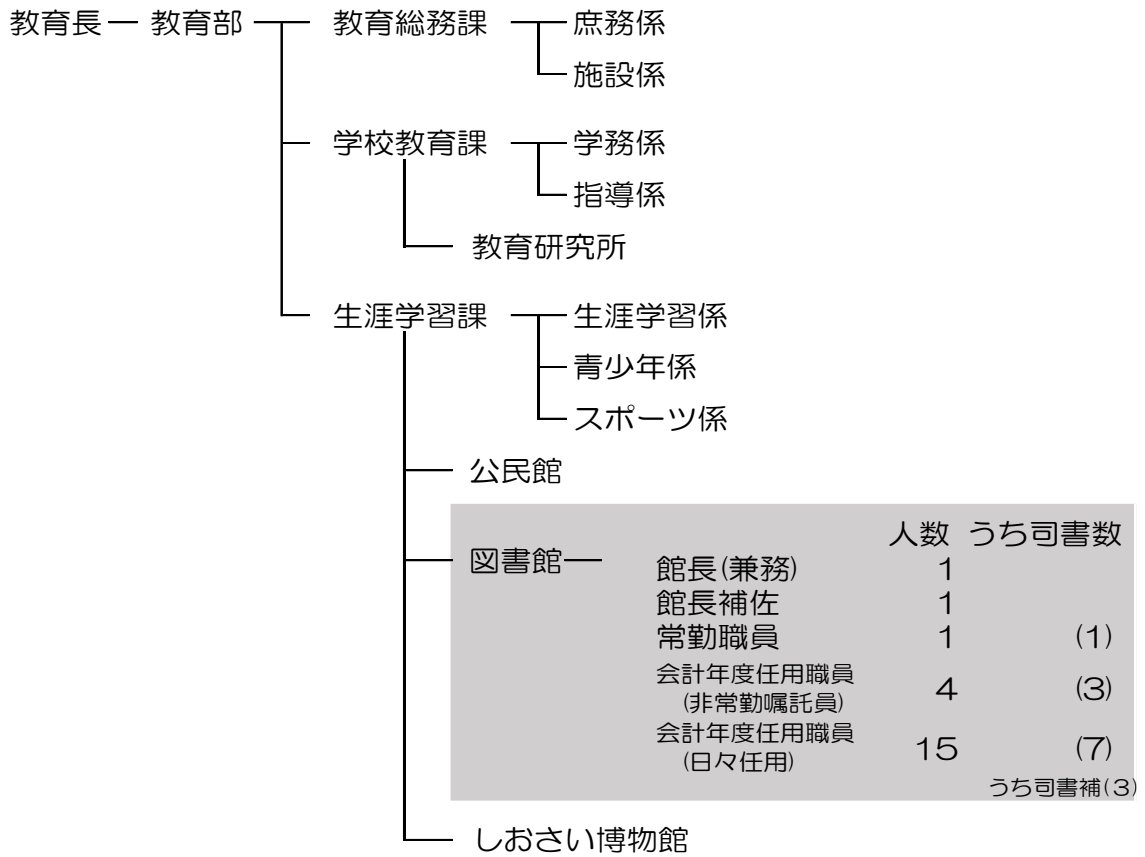 教育長 教育部 教育総務課 庶務係
施設係
学校教育課 学務係
指導係
教育研究所
生涯学習課 生涯学習係
青少年係
スポーツ係
公民館
人数 うち司書数
図書館
館長(兼務) 1
館長補佐 1
常勤職員 1 (1)
会計年度任用職員
(非常勤嘱託員) 4 (3)
会計年度任用職員
(日々任用) 15 (7)
うち司書補(3)
しおさい博物館